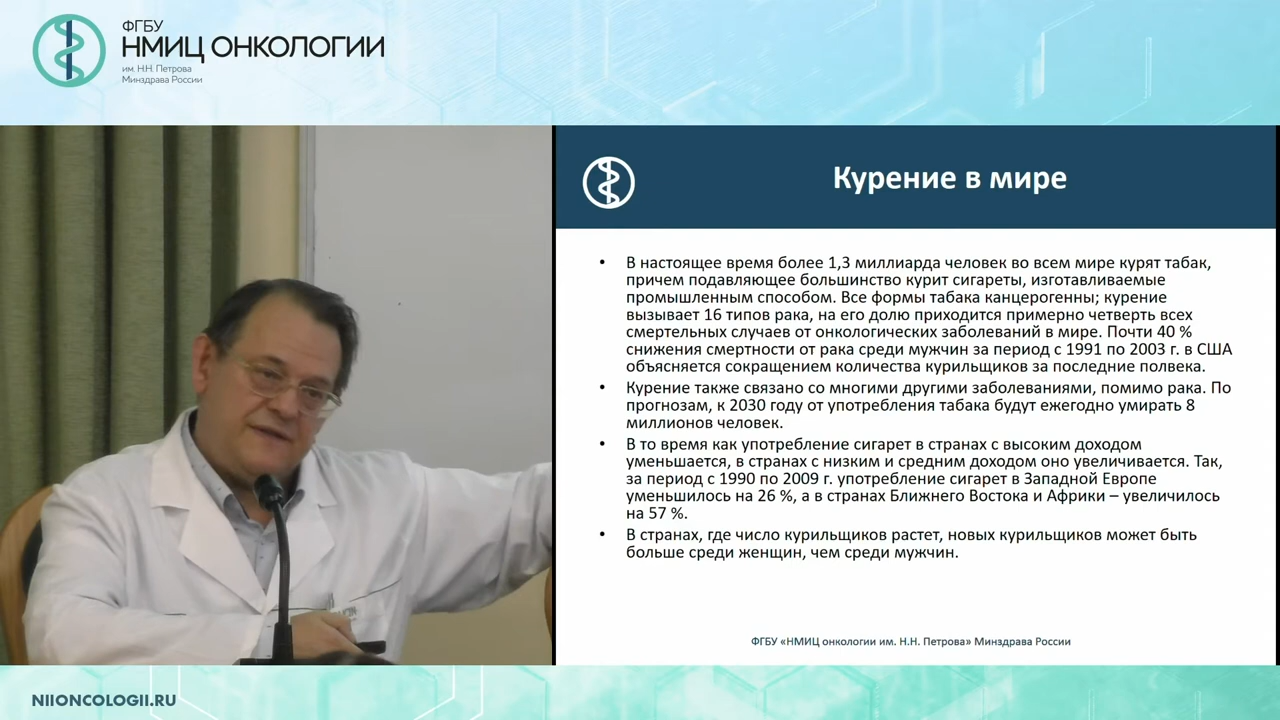 ФГБУ
НМИЦ ОНКОЛОГИИ
им. Н.Н. Петрова
Минздрава России
Курение в мире
• В настоящее время более 1,3 миллиарда человек во всем мире курят табак,
причем подавляющее большинство курит сигареты, изготавливаемые
промышленным способом. Все формы табака канцерогенны; курение
вызывает 16 типов рака, на его долю приходится примерно четверть всех
смертельных случаев от онкологических заболеваний в мире. Почти 40 %
снижения смертности от рака среди мужчин за период с 1991 по 2003 г. в США
объясняется сокращением количества курильщиков за последние полвека.
• Курение также связано со многими другими заболеваниями, помимо рака. По
прогнозам, к 2030 году от употребления табака будут ежегодно умирать 8
миллионов человек.
• В то время как употребление сигарет в странах с высоким доходом
уменьшается, в странах с низким и средним доходом оно увеличивается. Так,
за период с 1990 по 2009 г. употребление сигарет в Западной Европе
уменьшилось на 26 %, а в странах Ближнего Востока и Африки – увеличилось
на 57 %.
• В странах, где число курильщиков растет, новых курильщиков может быть
больше среди женщин, чем среди мужчин.
ФГБУ «НМИЦ онкологии им. Н.Н. Петрова» Минздрава России
NIIONCOLOGII.RU